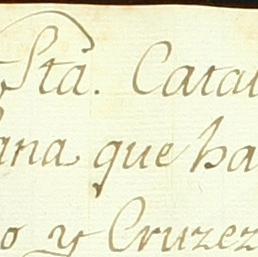 Sta. Catal
ana que ha
o y Cruzez